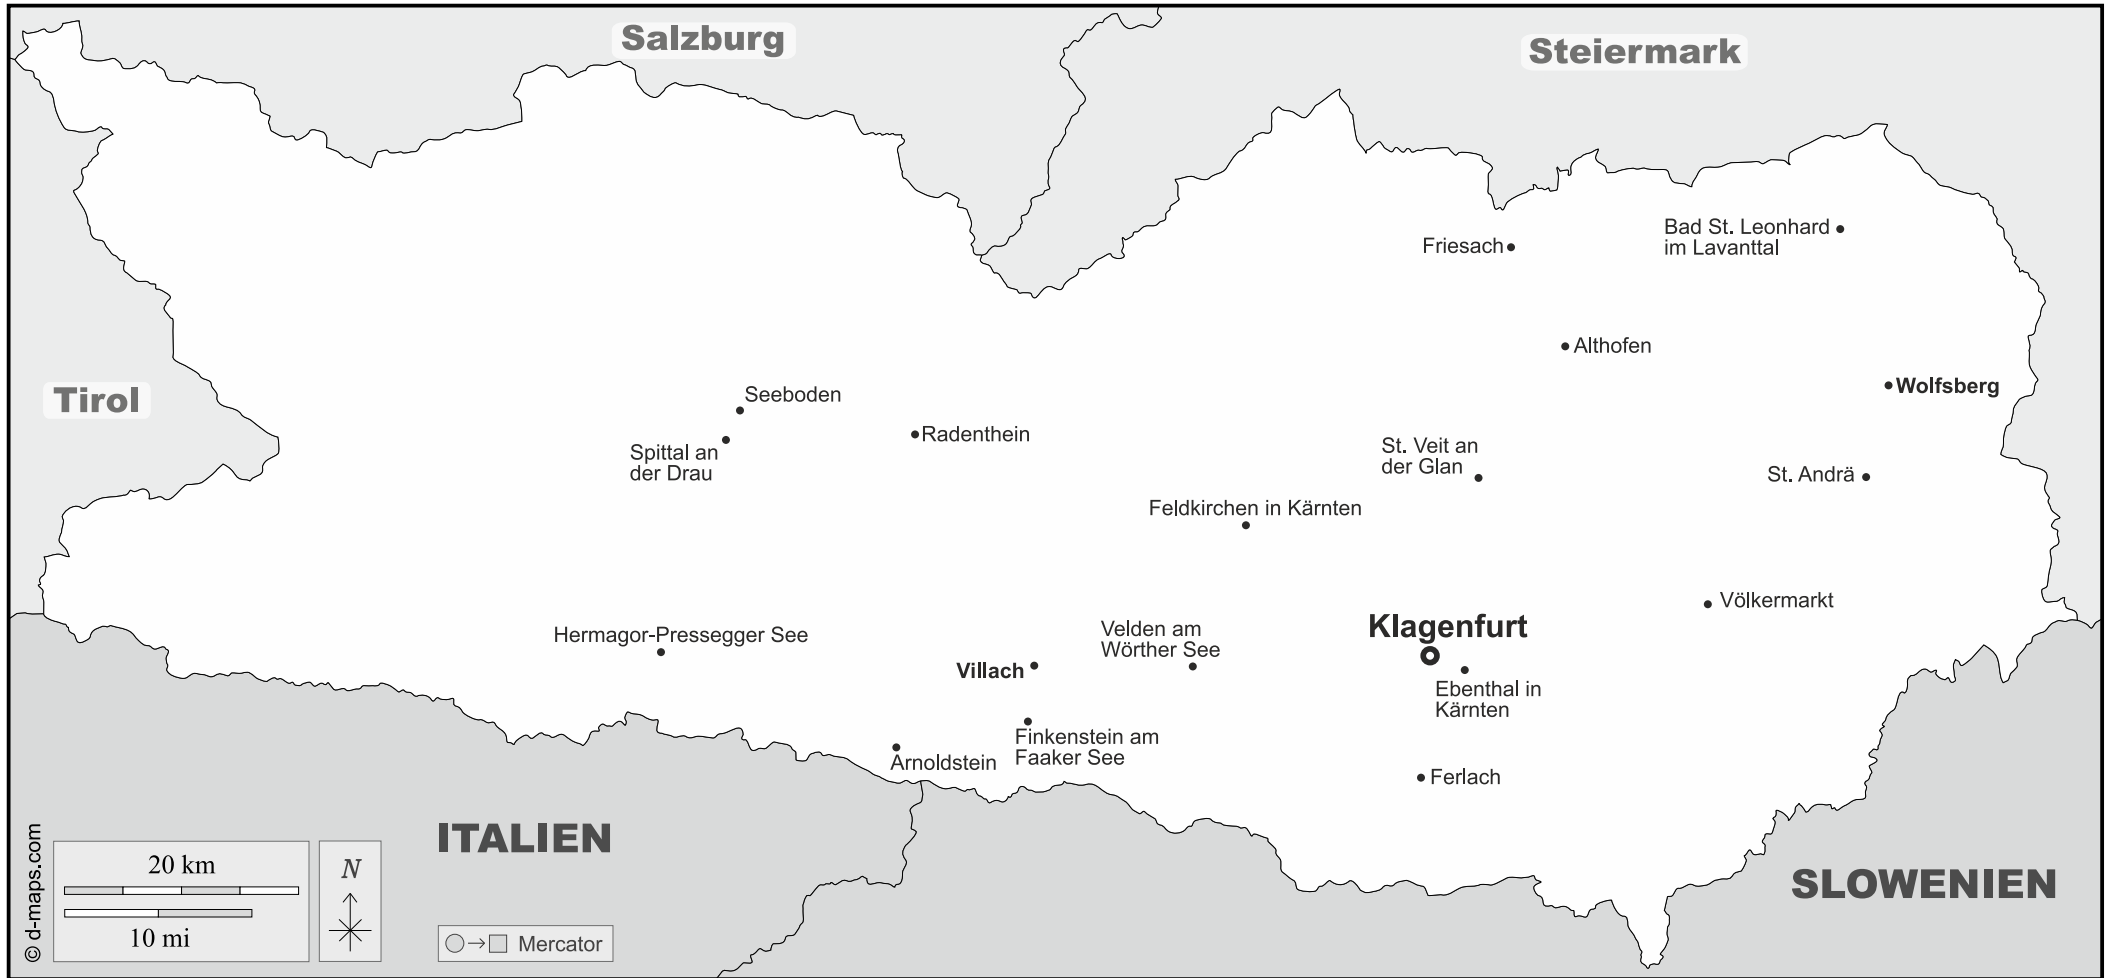 Salzburg
Steiermark
Bad St. Leonhard
im Lavanttal
Friesach
Althofen
Wolfsberg
Tirol
Seeboden
Radenthein
Spittal an
der Drau
St. Veit an
der Glan
St. Andrä
Feldkirchen in Kärnten
Völkermarkt
Hermagor-Pressegger See
Velden am
Wörther See
Klagenfurt
Villach
Ebenthal in
Kärnten
Finkenstein am
Faaker See
Arnoldstein
Ferlach
ITALIEN
SLOWENIEN
© d-maps.com
20 km
10 mi
N
Mercator